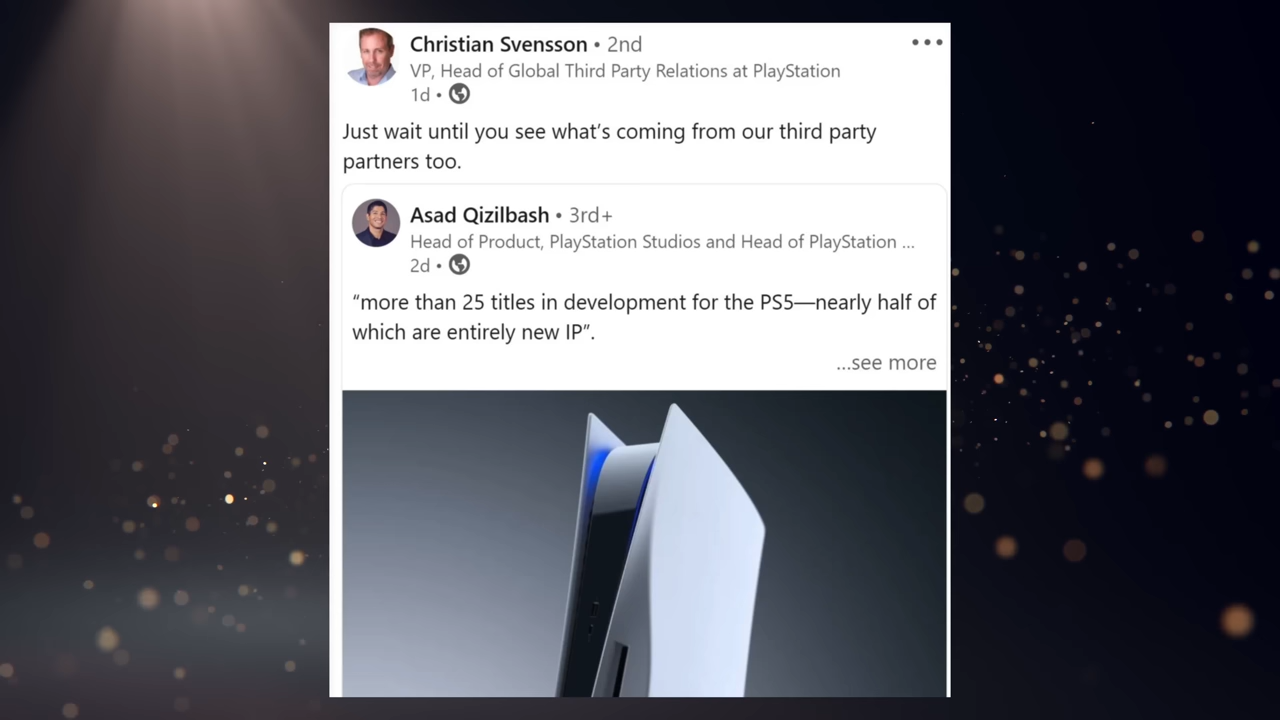 Christian Svensson • 2nd
VP, Head of Global Third Party Relations at PlayStation
1d •
Just wait until you see what's coming from our third party
partners too.
Asad Qizilbash • 3rd+
Head of Product, PlayStation Studios and Head of PlayStation ...
2d •
“more than 25 titles in development for the PS5—nearly half of
which are entirely new IP”.
...see more